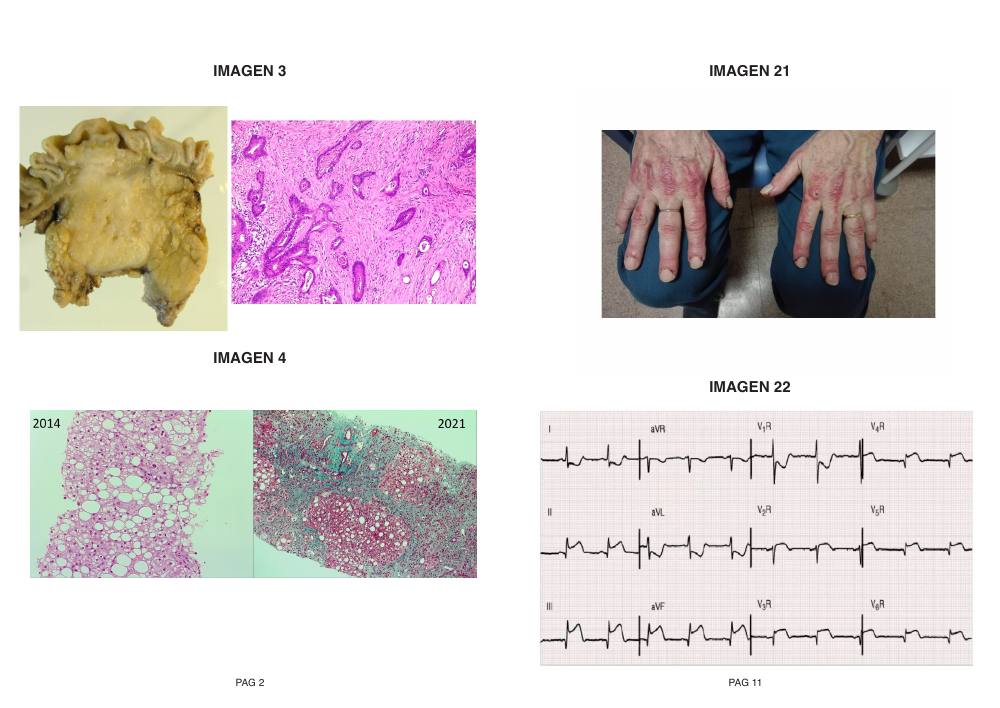 IMAGEN 3
IMAGEN 4
2014
2021
PAG 2
IMAGEN 21
IMAGEN 22
I
aVR
V₁R
V₄R
II
aVL
V₂R
V₅R
III
aVF
V₃R
V₆R
PAG 11